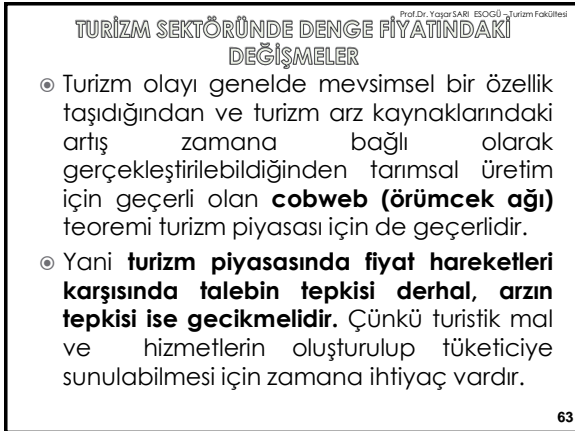 Prof.Dr. Yaşar SARI ESOGÜ – Turizm Fakültesi
TURİZM SEKTÖRÜNDE DENGE FİYATINDAKİ
DEĞİŞMELER
Turizm olayı genelde mevsimsel bir özellik
taşıdığından ve turizm arz kaynaklarındaki
artış zamana bağlı olarak
gerçekleştirilebildiğinden tarımsal üretim
için geçerli olan cobweb (örümcek ağı)
teoremi turizm piyasası için de geçerlidir.
Yani turizm piyasasında fiyat hareketleri
karşısında talebin tepkisi derhal, arzın
tepkisi ise gecikmelidir. Çünkü turistik mal
ve hizmetlerin oluşturulup tüketiciye
sunulabilmesi için zamana ihtiyaç vardır.
63